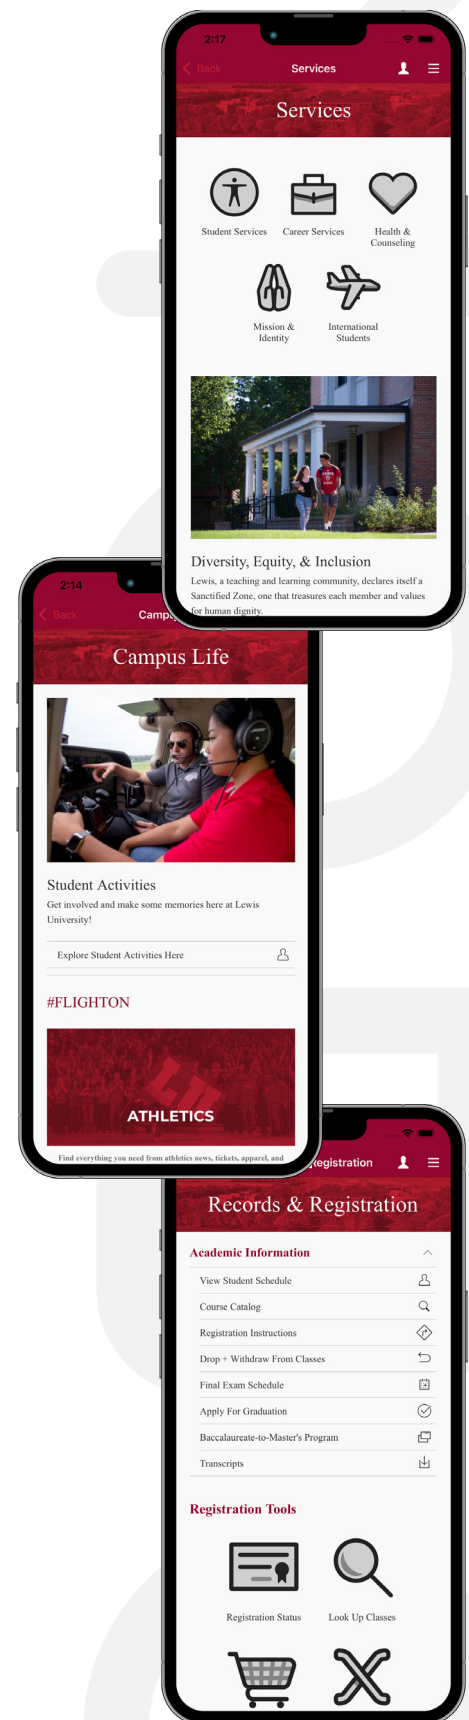 2:17
Back
Services
Services
Student Services
Career Services
Health &
Counseling
Mission &
Identity
International
Students
Diversity, Equity, & Inclusion
Lewis, a teaching and learning community, declares itself a
Sanctified Zone, one that treasures each member and values
for human dignity.
2:14
Back
Campu
Campus Life
Student Activities
Get involved and make some memories here at Lewis
University!
Explore Student Activities Here
#FLIGHTON
ATHLETICS
Find everything you need from athletics news, tickets, apparel, and
Registration
Records & Registration
Academic Information
View Student Schedule
Course Catalog
Registration Instructions
Drop + Withdraw From Classes
Final Exam Schedule
Apply For Graduation
Baccalaureate-to-Master's Program
Transcripts
Registration Tools
Registration Status
Look Up Classes